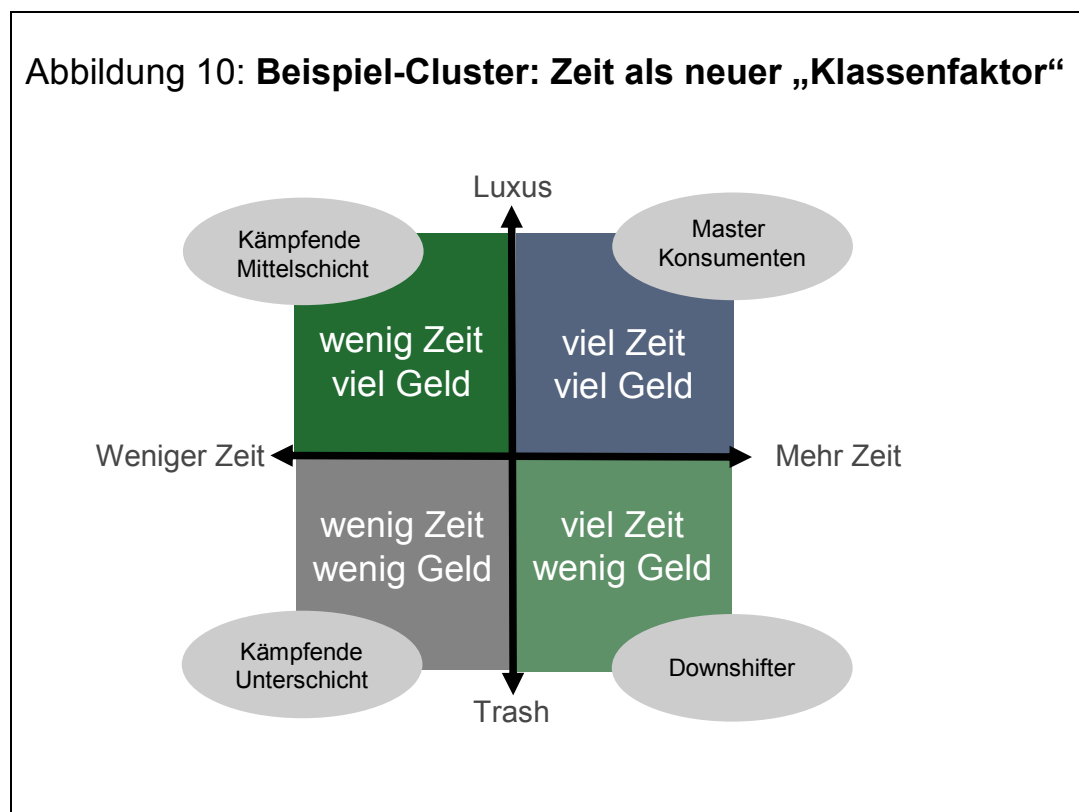 Abbildung 10: Beispiel-Cluster: Zeit als neuer „Klassenfaktor“
Luxus
Kämpfende
Mittelschicht
Master
Konsumenten
wenig Zeit
viel Geld
viel Zeit
viel Geld
Weniger Zeit
Mehr Zeit
wenig Zeit
wenig Geld
viel Zeit
wenig Geld
Kämpfende
Unterschicht
Downshifter
Trash